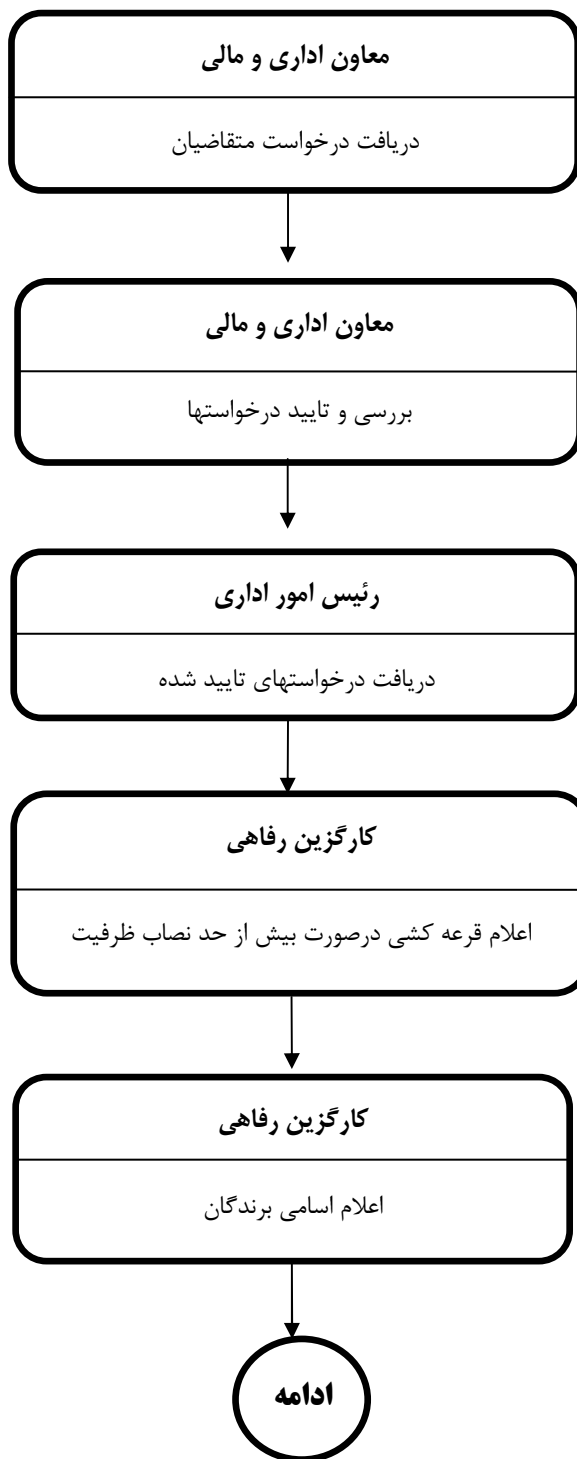 معاون اداری و مالی
دریافت درخواست متقاضیان
معاون اداری و مالی
بررسی و تایید درخواستها
رئیس امور اداری
دریافت درخواستهای تایید شده
کارگزین رفاهی
اعلام قرعه کشی درصورت بیش از حد نصاب ظرفیت
کارگزین رفاهی
اعلام اسامی برندگان
ادامه